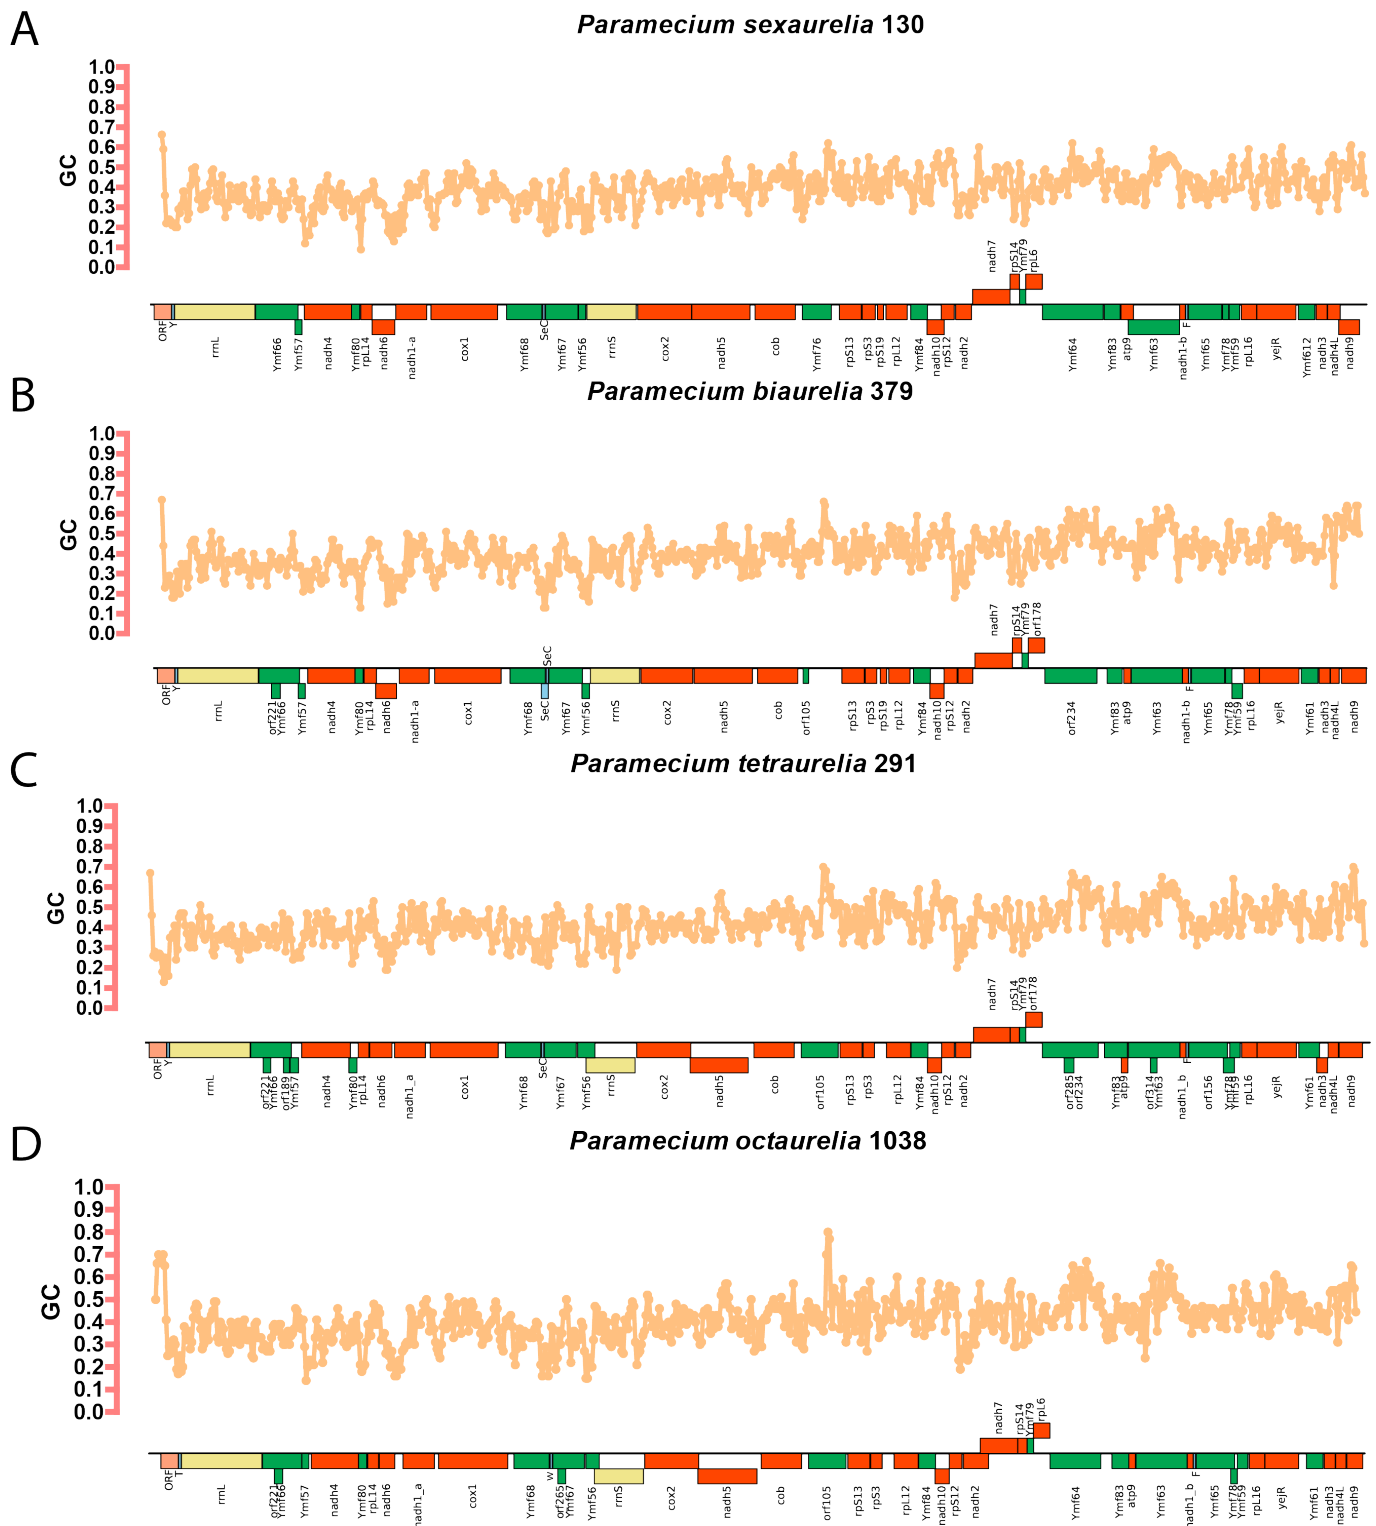 A
Paramecium sexaurelia 130
1.0
0.9
0.8
0.7
0.6
0.5
0.4
0.3
0.2
0.1
0.0
GC
nadh7 rpS14 Ymf79 rpL6
ORF Y rrnL Ymf66 Ymf57 nadh4 Ymf80 rpL14 nadh6 nadh1-a cox1 Ymf68 SeC Ymf67 Ymf56 rrnS cox2 nadh5 cob Ymf76 rpS13 rpS3 rpS19 rpL12 Ymf84 nadh10 rpS12 nadh2 Ymf64 Ymf83 atp9 Ymf63 nadh1-b F Ymf65 Ymf78 Ymf59 rpL16 yejR Ymf612 nadh3 nadh4L nadh9
B
Paramecium biaurelia 379
1.0
0.9
0.8
0.7
0.6
0.5
0.4
0.3
0.2
0.1
0.0
GC
SeC nadh7 rpS14 Ymf79 orf178
ORF Y rrnL orf221 Ymf66 Ymf57 nadh4 Ymf80 rpL14 nadh6 nadh1-a cox1 Ymf68 SeC Ymf67 Ymf56 rrnS cox2 nadh5 cob orf105 rpS13 rpS3 rpS19 rpL12 Ymf84 nadh10 rpS12 nadh2 orf234 Ymf83 atp9 Ymf63 nadh1-b F Ymf65 Ymf78 Ymf59 rpL16 yejR Ymf61 nadh3 nadh4L nadh9
C
Paramecium tetraurelia 291
1.0
0.9
0.8
0.7
0.6
0.5
0.4
0.3
0.2
0.1
0.0
GC
nadh7 rpS14 Ymf79 orf178
ORF Y rrnL orf221 Ymf66 orf189 Ymf57 nadh4 Ymf80 rpL14 nadh6 nadh1_a cox1 Ymf68 SeC Ymf67 Ymf56 rrnS cox2 nadh5 cob orf105 rpS13 rpS3 rpL12 Ymf84 nadh10 rpS12 nadh2 orf285 orf234 Ymf83 atp9 orf314 Ymf63 nadh1_b F orf156 Ymf78 Ymf59 rpL16 yejR Ymf61 nadh3 nadh4L nadh9
D
Paramecium octaurelia 1038
1.0
0.9
0.8
0.7
0.6
0.5
0.4
0.3
0.2
0.1
0.0
GC
nadh7 rpS14 Ymf79 rpL6
ORF T rrnL orf221 Ymf66 Ymf57 nadh4 Ymf80 rpL14 nadh6 nadh1_a cox1 Ymf68 W orf265 Ymf67 Ymf56 rrnS cox2 nadh5 cob orf105 rpS13 rpS3 rpL12 Ymf84 nadh10 rpS12 nadh2 Ymf64 Ymf83 atp9 Ymf63 nadh1_b F Ymf65 Ymf78 Ymf59 rpL16 yejR Ymf61 nadh3 nadh4L nadh9